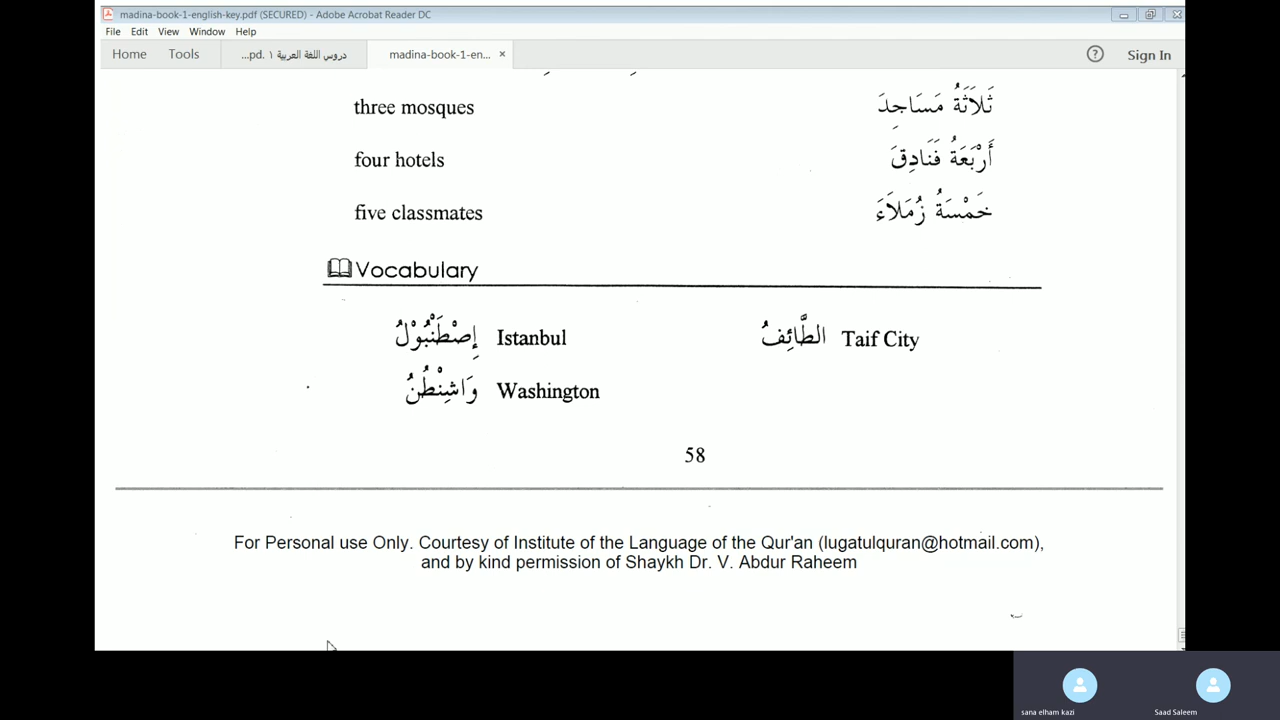 madina-book-1-english-key.pdf (SECURED) - Adobe Acrobat Reader DC
File Edit View Window Help
Home Tools دروس اللغة العربية ١ pd... madina-book-1-en... × ? Sign In
three mosques ثَلَاثَةُ مَسَاجِدَ
four hotels أَرْبَعَةُ فَنَادِقَ
five classmates خَمْسَةُ زُمَلَاءَ
Vocabulary
إِصْطَنْبُوْلُ Istanbul الطَّائِفُ Taif City
وَاشِنْطُنُ Washington
58
For Personal use Only. Courtesy of Institute of the Language of the Qur'an (lugatulquran@hotmail.com),
and by kind permission of Shaykh Dr. V. Abdur Raheem
sana elham kazi Saad Saleem